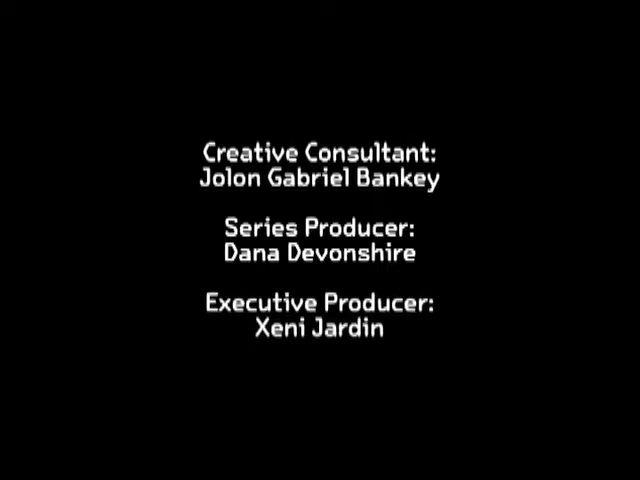 Creative Consultant:
Jolon Gabriel Bankey
Series Producer:
Dana Devonshire
Executive Producer:
Xeni Jardin